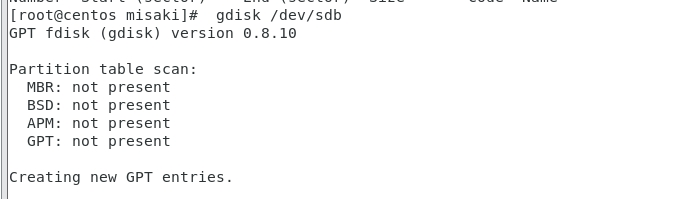 Number  Start (sector)    End (sector)  Size       Code  Name
[root@centos misaki]#  gdisk /dev/sdb
GPT fdisk (gdisk) version 0.8.10
Partition table scan:
  MBR: not present
  BSD: not present
  APM: not present
  GPT: not present
Creating new GPT entries.